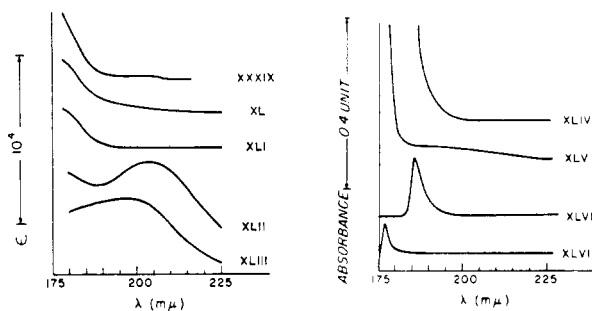 ϵ
10⁴
XXXIX
XL
XLI
XLII
XLIII
175 200 225
λ (mμ)
ABSORBANCE
0.4 UNIT
XLIV
XLV
XLVI
XLVI
175 200 225
λ (mμ)